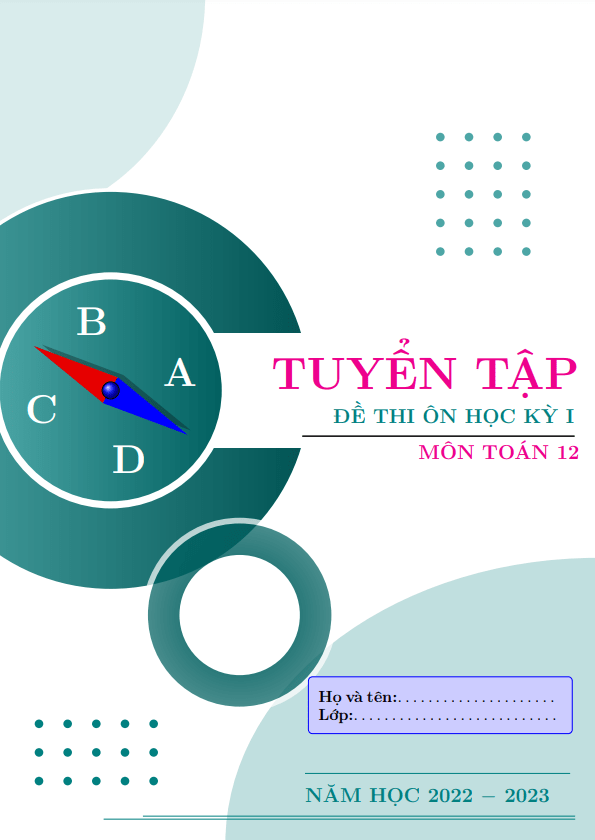 B
A
C
D
TUYỂN TẬP
ĐỀ THI ÔN HỌC KỲ I
MÔN TOÁN 12
Họ và tên:.....................
Lớp:...........................
NĂM HỌC 2022 – 2023